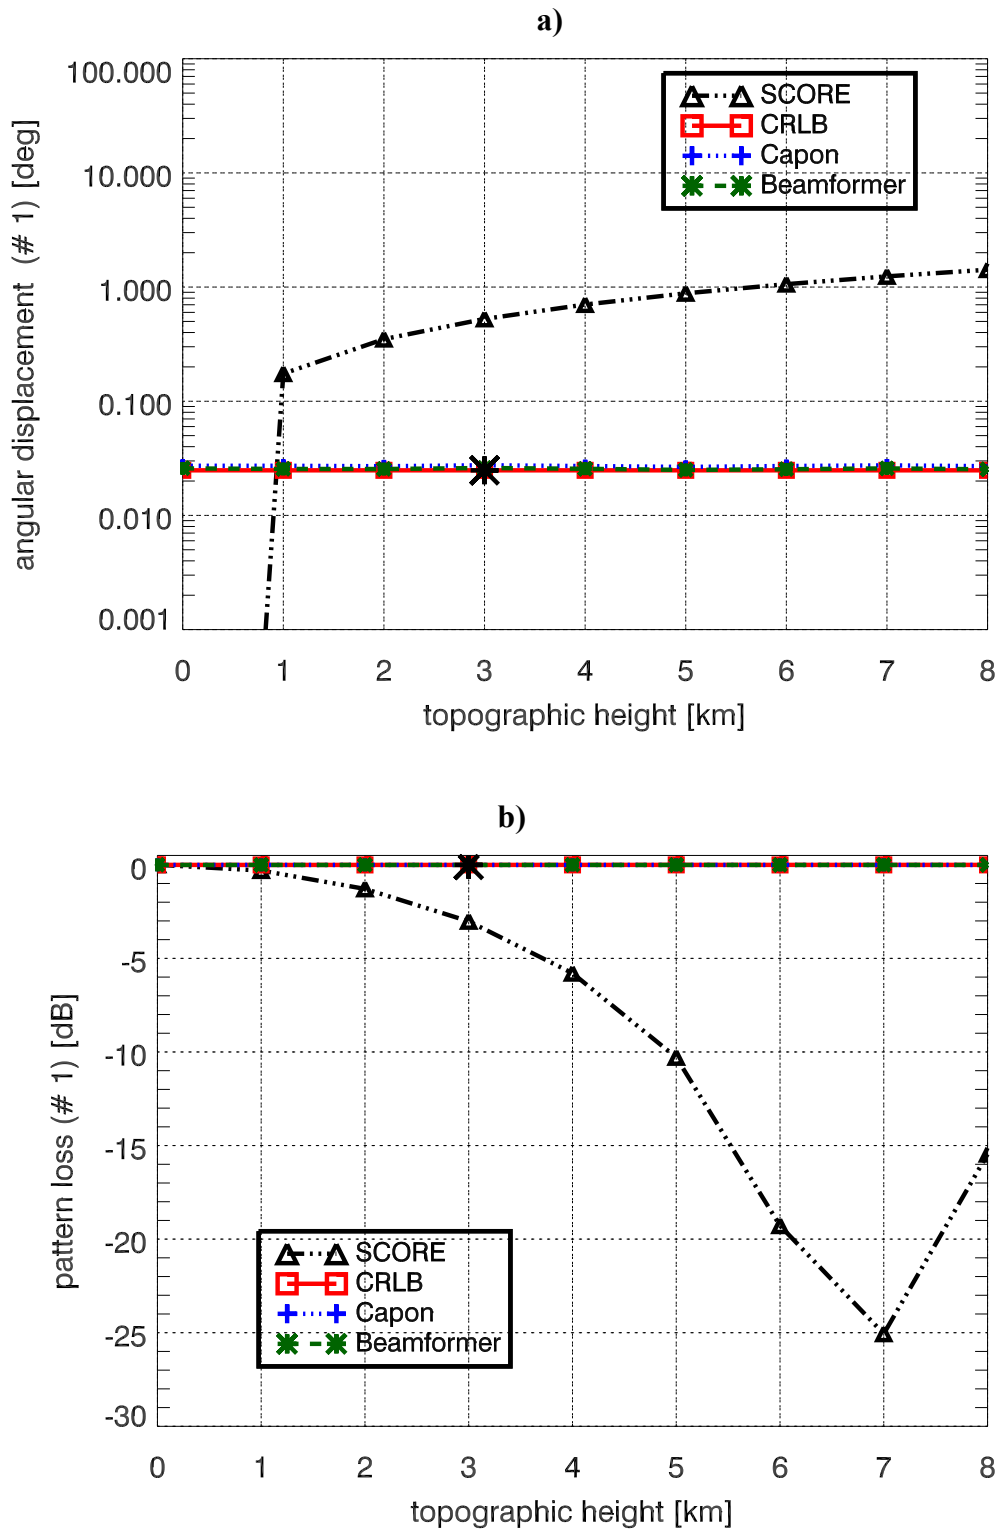 a)
angular displacement (# 1) [deg]
100.000
10.000
1.000
0.100
0.010
0.001
SCORE
CRLB
Capon
Beamformer
0 1 2 3 4 5 6 7 8
topographic height [km]
b)
pattern loss (# 1) [dB]
0
-5
-10
-15
-20
-25
-30
SCORE
CRLB
Capon
Beamformer
0 1 2 3 4 5 6 7 8
topographic height [km]